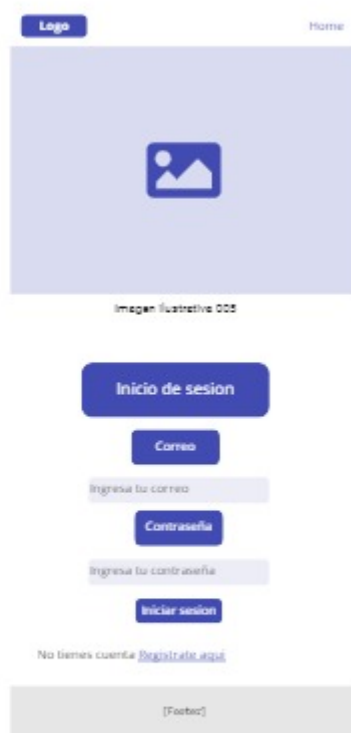 Logo
Home
Imagen Ilustrativa 005
Inicio de sesion
Correo
Ingresa tu correo
Contraseña
Ingresa tu contraseña
Iniciar sesion
No tienes cuenta Registrate aqui
[Footer]